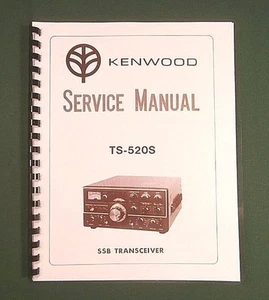 KENWOOD
SERVICE MANUAL
TS-520S
SSB TRANSCEIVER